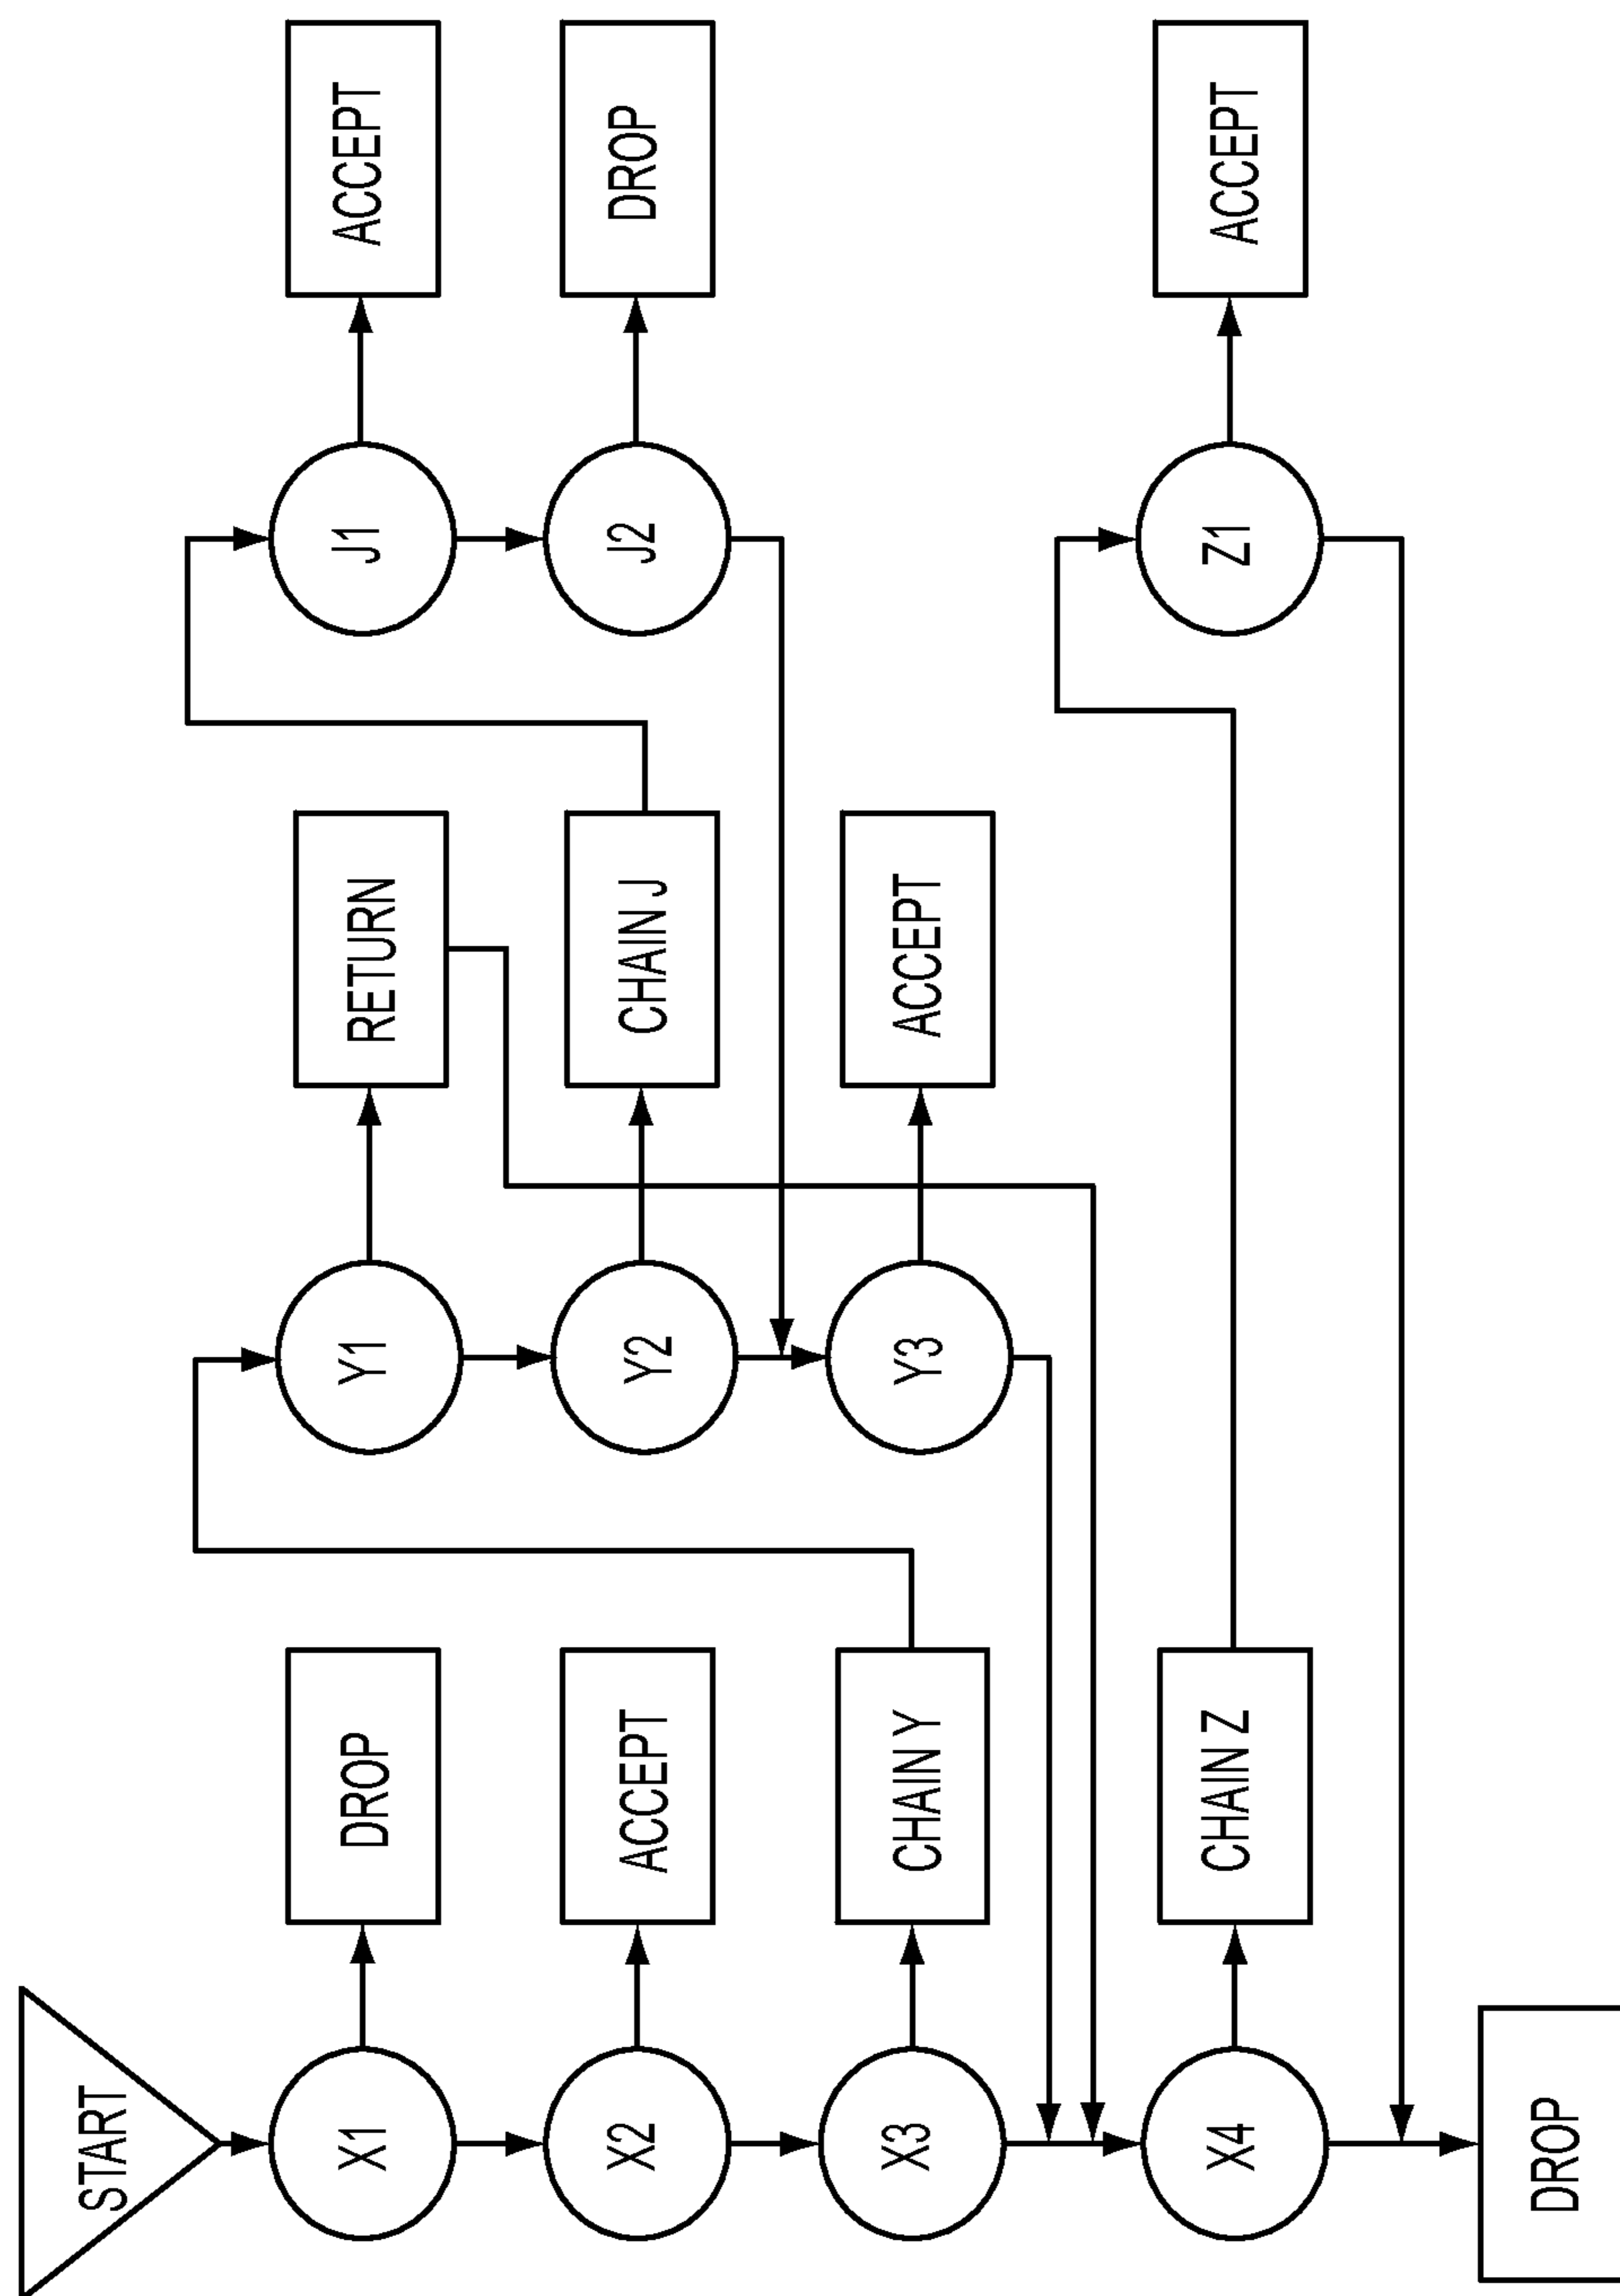 START
X1
DROP
Y1
RETURN
J1
ACCEPT
X2
ACCEPT
Y2
CHAIN J
J2
DROP
X3
CHAIN Y
Y3
ACCEPT
X4
CHAIN Z
Z1
ACCEPT
DROP